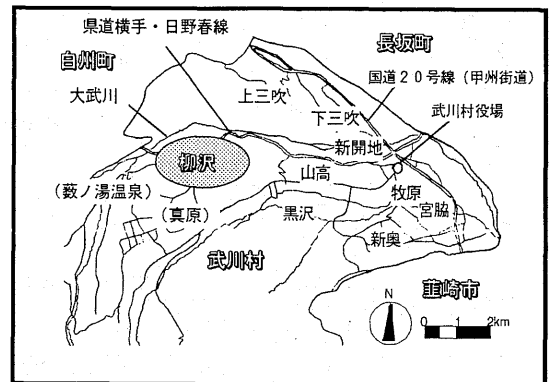 県道横手・日野春線
長坂町
白州町
国道20号線(甲州街道)
大武川
上三吹
下三吹
武川村役場
新開地
柳沢
山高
(薮ノ湯温泉)
牧原
(真原)
黒沢
宮脇
新奥
武川村
韮崎市
N
0 1 2km